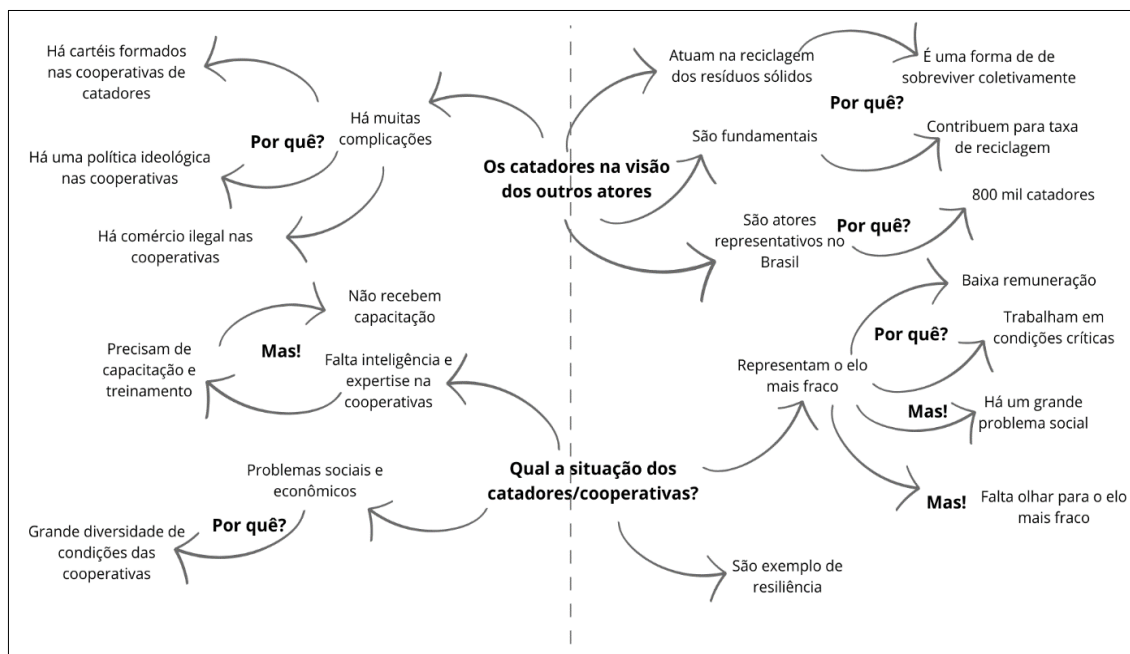 Há cartéis formados
nas cooperativas de
catadores
Há muitas
complicações
Por quê?
Há uma política ideológica
nas cooperativas
Há comércio ilegal nas
cooperativas
Os catadores na visão
dos outros atores
Atuam na reciclagem
dos resíduos sólidos
É uma forma de de
sobreviver coletivamente
Por quê?
São fundamentais
Contribuem para taxa
de reciclagem
São atores
representativos no
Brasil
Por quê?
800 mil catadores
Não recebem
capacitação
Mas!
Precisam de
capacitação e
treinamento
Falta inteligência e
expertise na
cooperativas
Problemas sociais e
econômicos
Por quê?
Grande diversidade de
condições das
cooperativas
Qual a situação dos
catadores/cooperativas?
Representam o elo
mais fraco
Baixa remuneração
Por quê?
Trabalham em
condições críticas
Mas!
Há um grande
problema social
Mas!
Falta olhar para o elo
mais fraco
São exemplo de
resiliência